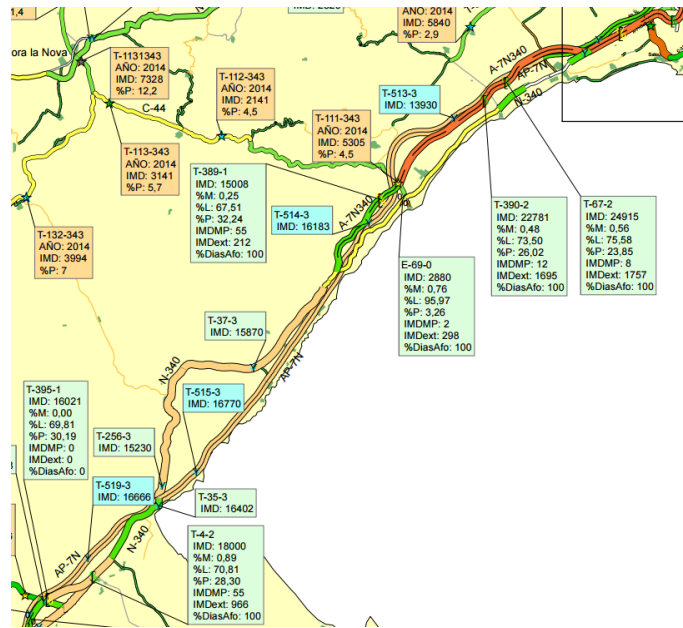 1,4
ora la Nova
T-1131343
AÑO: 2014
IMD: 7328
%P: 12,2
AÑO: 2014
IMD: 5840
%P: 2,9
A-7N340
AP-7N
N-340
T-112-343
AÑO: 2014
IMD: 2141
%P: 4,5
T-513-3
IMD: 13930
C-44
T-111-343
AÑO: 2014
IMD: 5305
%P: 4,5
T-113-343
AÑO: 2014
IMD: 3141
%P: 5,7
T-389-1
IMD: 15008
%M: 0,25
%L: 67,51
%P: 32,24
IMDMP: 55
IMDext: 212
%DiasAfo: 100
A-7N340
T-514-3
IMD: 16183
T-390-2
IMD: 22781
%M: 0,48
%L: 73,50
%P: 26,02
IMDMP: 12
IMDext: 1695
%DiasAfo: 100
T-67-2
IMD: 24915
%M: 0,56
%L: 75,58
%P: 23,85
IMDMP: 8
IMDext: 1757
%DiasAfo: 100
T-132-343
AÑO: 2014
IMD: 3994
%P: 7
E-69-0
IMD: 2880
%M: 0,76
%L: 95,97
%P: 3,26
IMDMP: 2
IMDext: 298
%DiasAfo: 100
T-37-3
IMD: 15870
N-340
AP-7N
T-395-1
IMD: 16021
%M: 0,00
%L: 69,81
%P: 30,19
IMDMP: 0
IMDext: 0
%DiasAfo: 0
T-515-3
IMD: 16770
T-256-3
IMD: 15230
T-519-3
IMD: 16666
T-35-3
IMD: 16402
N-340
AP-7N
T-4-2
IMD: 18000
%M: 0,89
%L: 70,81
%P: 28,30
IMDMP: 55
IMDext: 966
%DiasAfo: 100